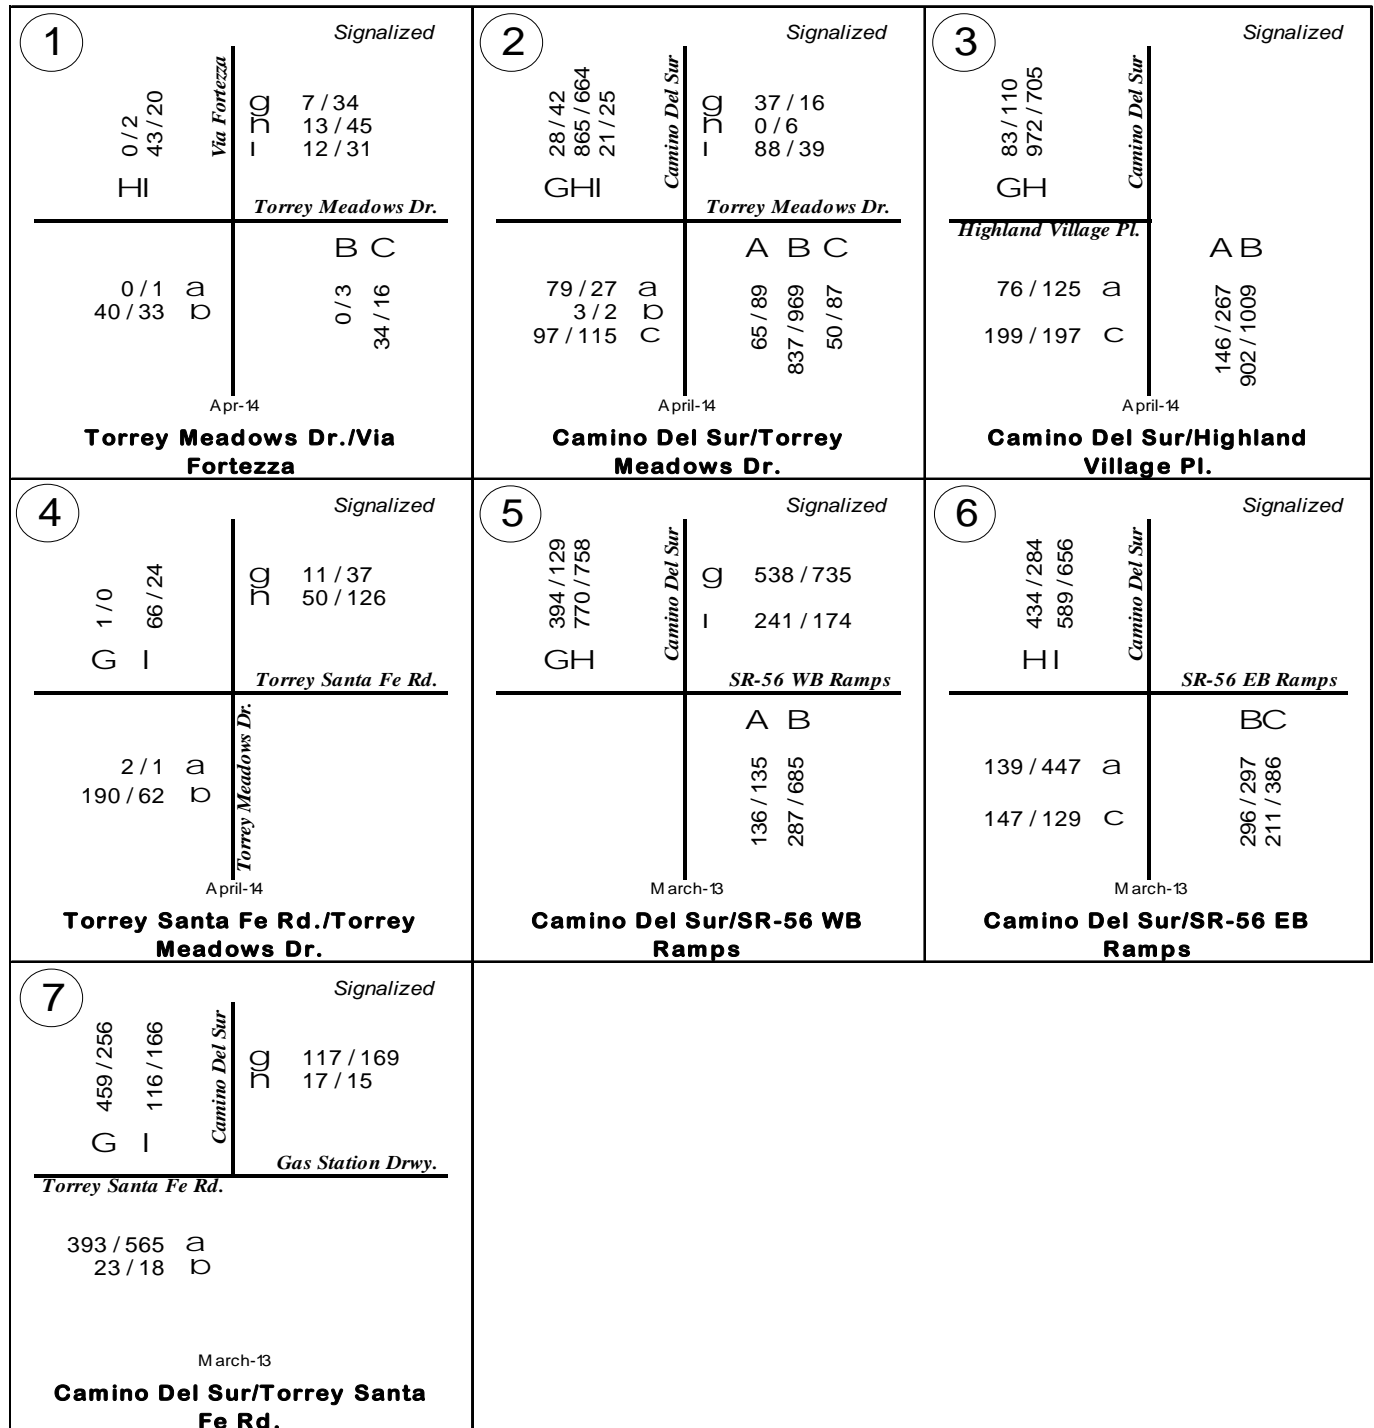 1
Signalized
0 / 2
43 / 20
Via Fortezza
g 7 / 34
h 13 / 45
i 12 / 31
HI
Torrey Meadows Dr.
B C
0 / 1 a
40 / 33 b
0 / 3
34 / 16
Apr-14
Torrey Meadows Dr./Via
Fortezza
2
Signalized
28 / 42
865 / 664
21 / 25
Camino Del Sur
g 37 / 16
h 0 / 6
i 88 / 39
GHI
Torrey Meadows Dr.
A B C
79 / 27 a
3 / 2 b
97 / 115 c
65 / 89
837 / 969
50 / 87
April-14
Camino Del Sur/Torrey
Meadows Dr.
3
Signalized
83 / 110
972 / 705
Camino Del Sur
GH
Highland Village Pl.
A B
76 / 125 a
199 / 197 c
146 / 267
902 / 1009
April-14
Camino Del Sur/Highland
Village Pl.
4
Signalized
1 / 0
66 / 24
g 11 / 37
h 50 / 126
G I
Torrey Santa Fe Rd.
2 / 1 a
190 / 62 b
Torrey Meadows Dr.
April-14
Torrey Santa Fe Rd./Torrey
Meadows Dr.
5
Signalized
394 / 129
770 / 758
Camino Del Sur
g 538 / 735
i 241 / 174
GH
SR-56 WB Ramps
A B
136 / 135
287 / 685
March-13
Camino Del Sur/SR-56 WB
Ramps
6
Signalized
434 / 284
589 / 656
Camino Del Sur
HI
SR-56 EB Ramps
BC
139 / 447 a
147 / 129 c
296 / 297
211 / 386
March-13
Camino Del Sur/SR-56 EB
Ramps
7
Signalized
459 / 256
116 / 166
Camino Del Sur
g 117 / 169
h 17 / 15
G I
Gas Station Drwy.
Torrey Santa Fe Rd.
393 / 565 a
23 / 18 b
March-13
Camino Del Sur/Torrey Santa
Fe Rd.